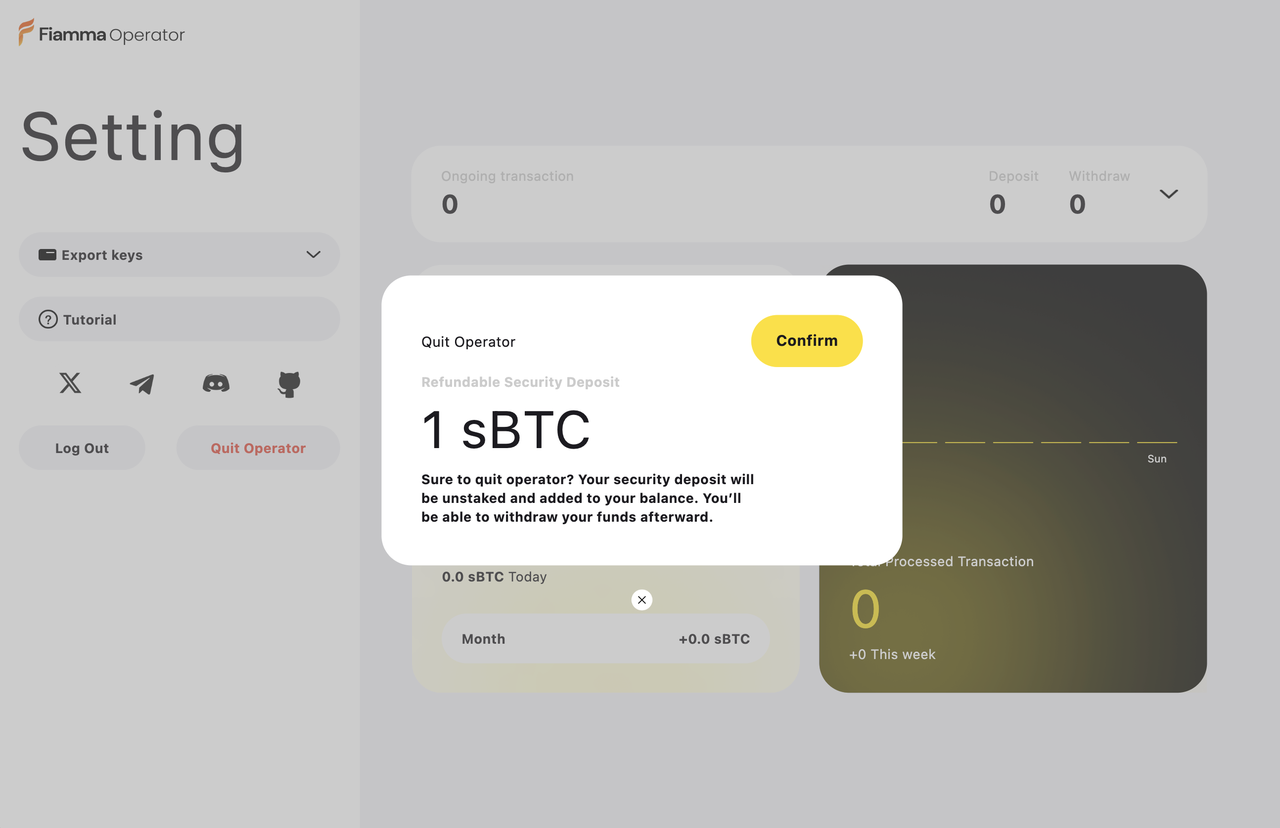 Fiamma Operator
Setting
Export keys
? Tutorial
Log Out
Quit Operator
Ongoing transaction
0
Deposit
0
Withdraw
0
Quit Operator
Confirm
Refundable Security Deposit
1 sBTC
Sure to quit operator? Your security deposit will
be unstaked and added to your balance. You’ll
be able to withdraw your funds afterward.
0.0 sBTC Today
Month
+0.0 sBTC
Sun
Processed Transaction
0
+0 This week